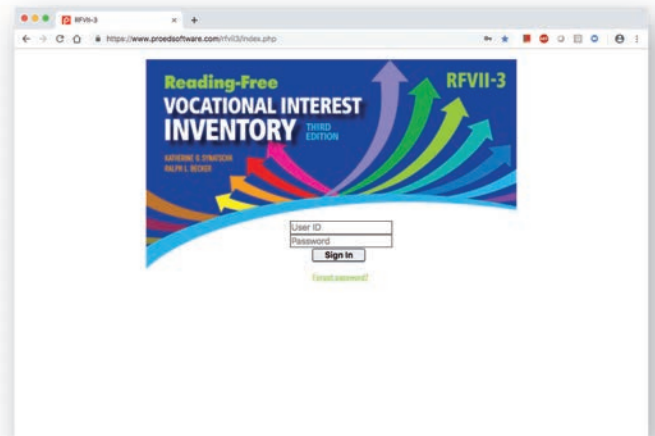 RFVII-3
https://www.proedsoftware.com/rfvii3/index.php
Reading-Free
RFVII-3
VOCATIONAL INTEREST
INVENTORY THIRD EDITION
KATHERINE O. SYNATSCHK
RALPH L. BECKER
User ID
Password
Sign In
Forgot password?